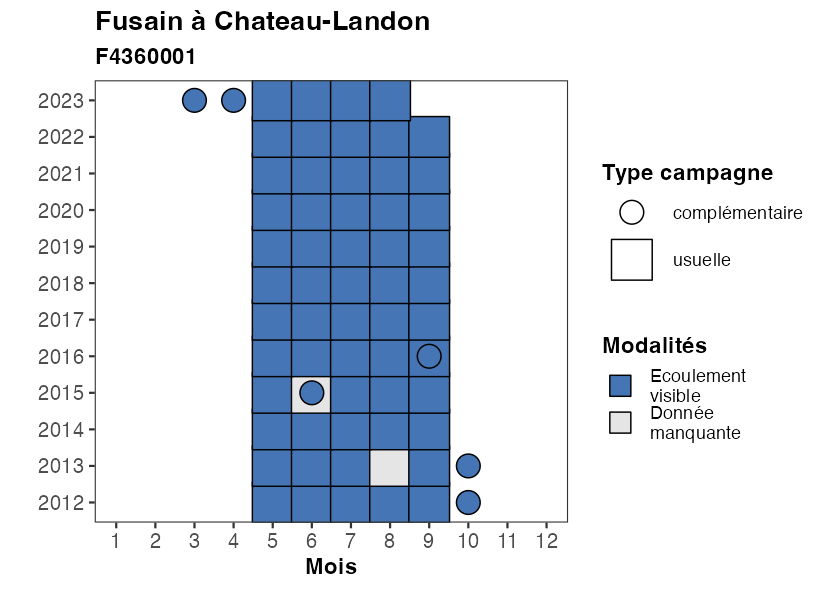 Fusain à Chateau-Landon
F4360001
2023
2022
2021
2020
2019
2018
2017
2016
2015
2014
2013
2012
1 2 3 4 5 6 7 8 9 10 11 12
Mois
Type campagne
complémentaire
usuelle
Modalités
Ecoulement
visible
Donnée
manquante